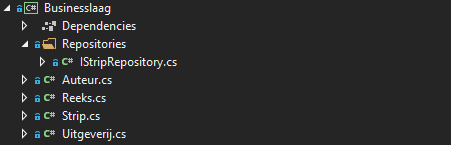 C# Businesslaag
Dependencies
Repositories
C# IStripRepository.cs
C# Auteur.cs
C# Reeks.cs
C# Strip.cs
C# Uitgeverij.cs